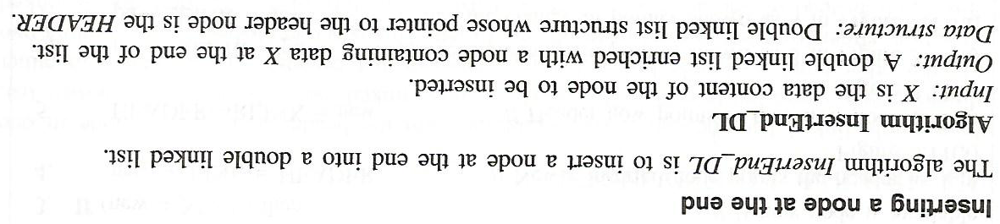 Inserting a node at the end
The algorithm InsertEnd_DL is to insert a node at the end into a double linked list.
Algorithm InsertEnd_DL
Input: X is the data content of the node to be inserted.
Output: A double linked list enriched with a node containing data X at the end of the list.
Data structure: Double linked list structure whose pointer to the header node is the HEADER.